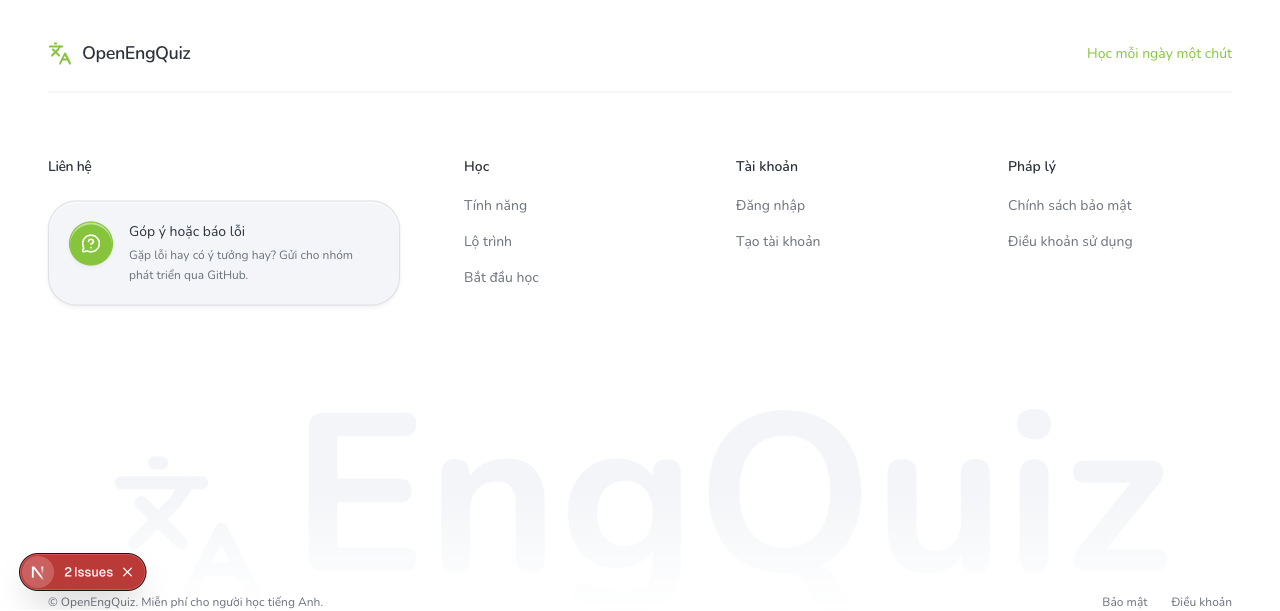 OpenEngQuiz
Học mỗi ngày một chút
Liên hệ
Góp ý hoặc báo lỗi
Gặp lỗi hay có ý tưởng hay? Gửi cho nhóm
phát triển qua GitHub.
Học
Tính năng
Lộ trình
Bắt đầu học
Tài khoản
Đăng nhập
Tạo tài khoản
Pháp lý
Chính sách bảo mật
Điều khoản sử dụng
EngQuiz
N 2 Issues
© OpenEngQuiz. Miễn phí cho người học tiếng Anh.
Bảo mật Điều khoản